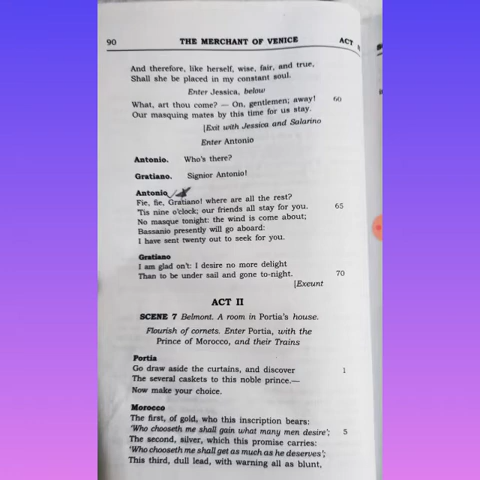 90 THE MERCHANT OF VENICE ACT
And therefore, like herself, wise, fair, and true,
Shall she be placed in my constant soul.
Enter Jessica, below
What, art thou come? — On, gentlemen; away! 60
Our masquing mates by this time for us stay.
[Exit with Jessica and Salarino
Enter Antonio
Antonio. Who's there?
Gratiano. Signior Antonio!
Antonio
Fie, fie, Gratiano! where are all the rest?
'Tis nine o'clock; our friends all stay for you. 65
No masque tonight: the wind is come about;
Bassanio presently will go aboard:
I have sent twenty out to seek for you.
Gratiano
I am glad on't: I desire no more delight
Than to be under sail and gone to-night. 70
[Exeunt
ACT II
SCENE 7 Belmont. A room in Portia's house.
Flourish of cornets. Enter Portia, with the
Prince of Morocco, and their Trains
Portia
Go draw aside the curtains, and discover 1
The several caskets to this noble prince.—
Now make your choice.
Morocco
The first, of gold, who this inscription bears:
'Who chooseth me shall gain what many men desire'; 5
The second, silver, which this promise carries:
'Who chooseth me shall get as much as he deserves';
This third, dull lead, with warning all as blunt,